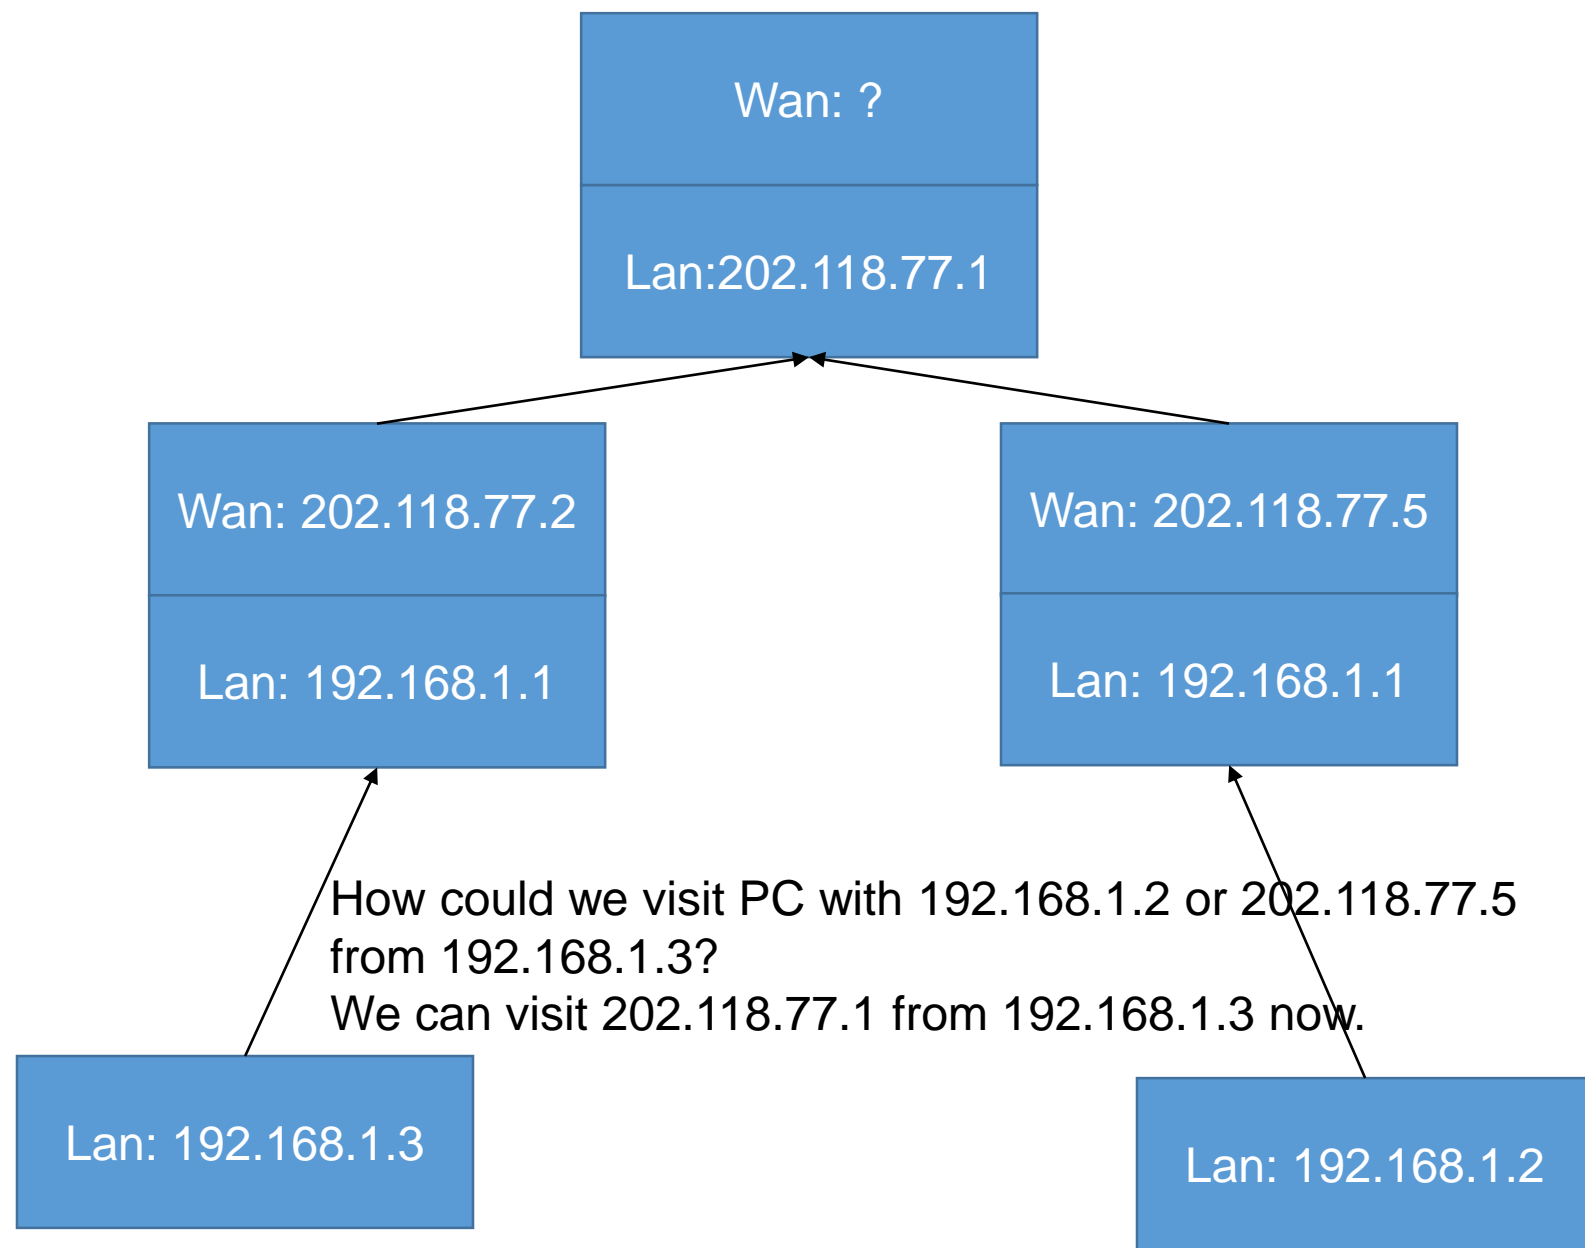 Wan: ?
Lan:202.118.77.1
Wan: 202.118.77.2
Wan: 202.118.77.5
Lan: 192.168.1.1
Lan: 192.168.1.1
How could we visit PC with 192.168.1.2 or 202.118.77.5
from 192.168.1.3?
We can visit 202.118.77.1 from 192.168.1.3 now.
Lan: 192.168.1.3
Lan: 192.168.1.2